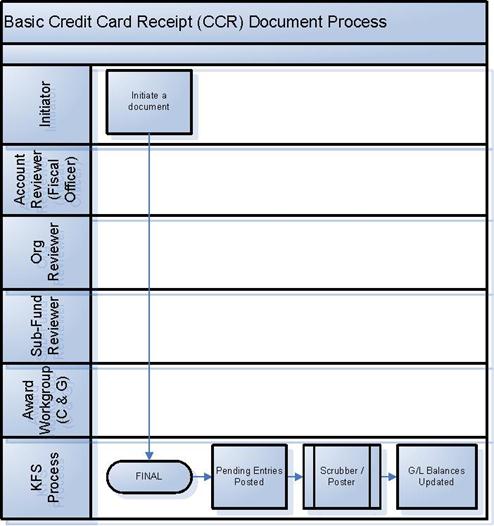 Basic Credit Card Receipt (CCR) Document Process
Initiator
Initiate a
document
Account
Reviewer
(Fiscal
Officer)
Org
Reviewer
Sub-Fund
Reviewer
Award
Workgroup
(C & G)
KFS
Process
FINAL
Pending Entries
Posted
Scrubber /
Poster
G/L Balances
Updated